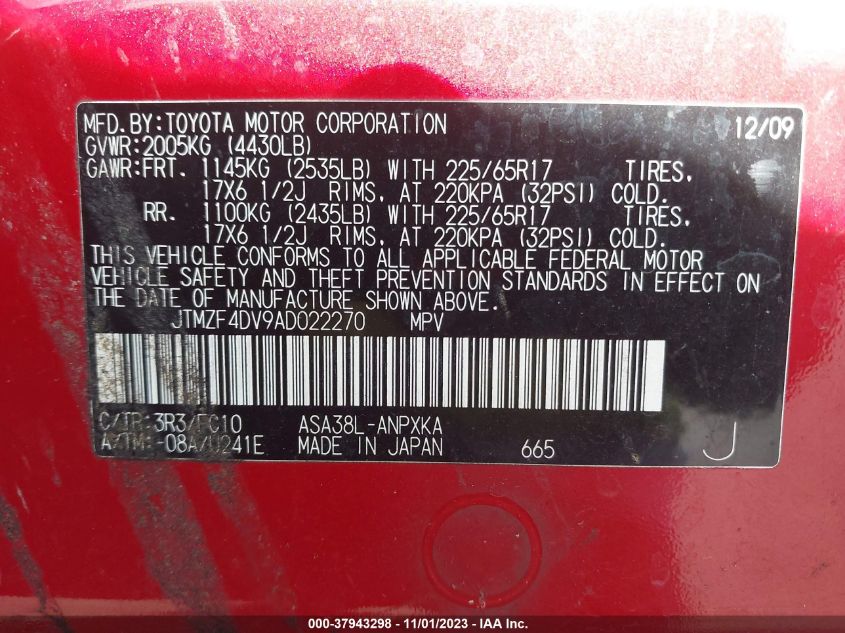 MFD.BY:TOYOTA MOTOR CORPORATION 12/09
GVWR:2005KG (4430LB)
GAWR:FRT. 1145KG (2535LB) WITH 225/65R17 TIRES,
17X6 1/2J RIMS, AT 220KPA (32PSI) COLD.
RR. 1100KG (2435LB) WITH 225/65R17 TIRES,
17X6 1/2J RIMS, AT 220KPA (32PSI) COLD.
THIS VEHICLE CONFORMS TO ALL APPLICABLE FEDERAL MOTOR
VEHICLE SAFETY AND THEFT PREVENTION STANDARDS IN EFFECT ON
THE DATE OF MANUFACTURE SHOWN ABOVE.
JTMZF4DV9AD022270 MPV
C/TR:3R3/FC10 ASA38L-ANPXKA
A/TM:-08A/U241E MADE IN JAPAN 665 J
000-37943298 - 11/01/2023 - IAA Inc.